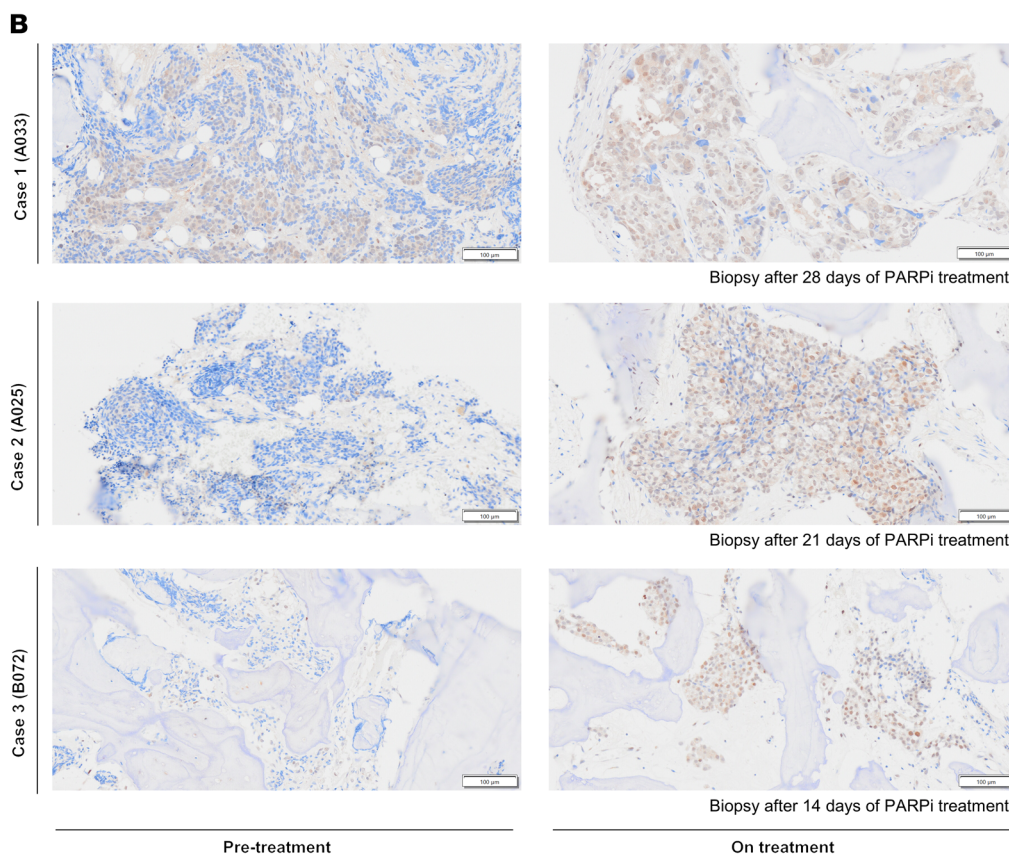 B
Case 1 (A033)
100 µm
100 µm
Biopsy after 28 days of PARPi treatment
Case 2 (A025)
100 µm
100 µm
Biopsy after 21 days of PARPi treatment
Case 3 (B072)
100 µm
100 µm
Biopsy after 14 days of PARPi treatment
Pre-treatment
On treatment